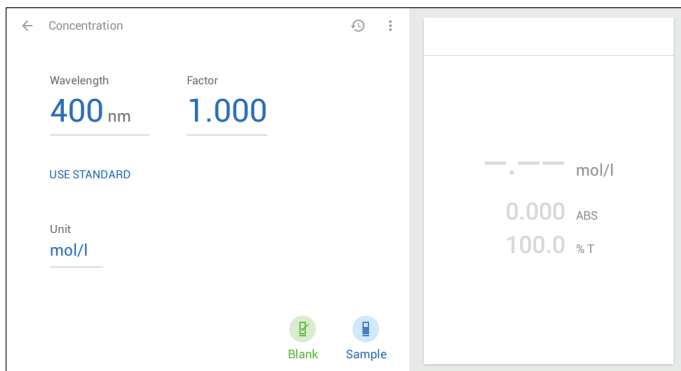 Concentration
Wavelength Factor
400 nm 1.000
USE STANDARD
Unit
mol/l
Blank Sample
-.-- mol/l
0.000 ABS
100.0 % T